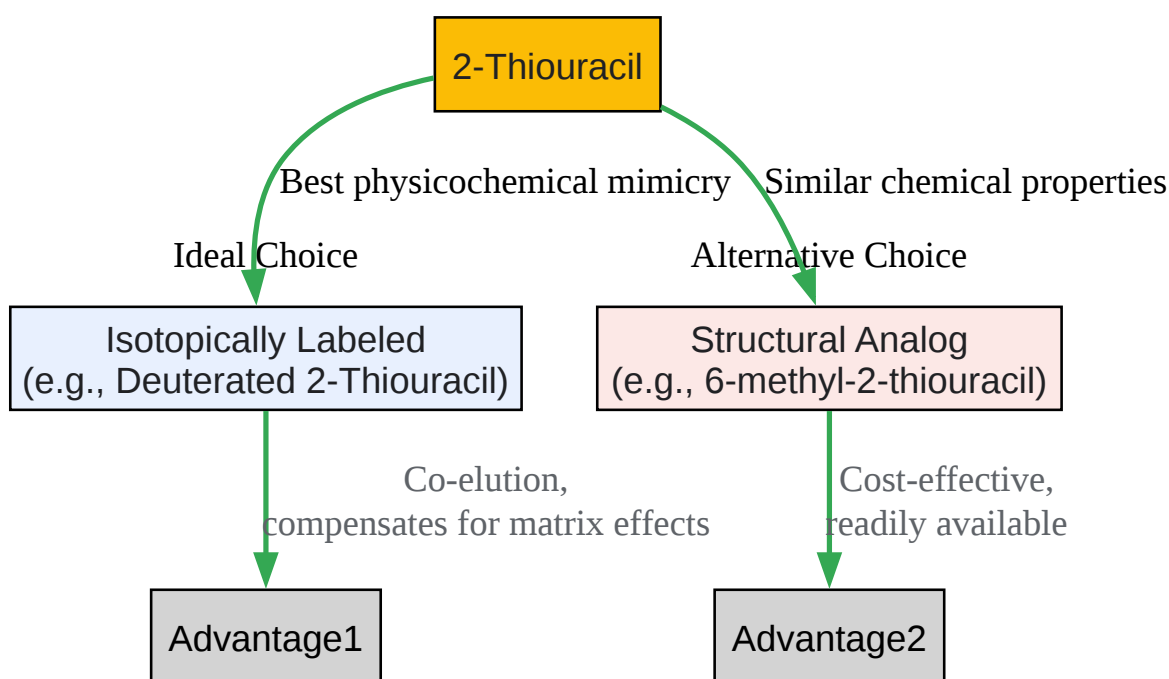 2-Thiouracil
Best physicochemical mimicry
Similar chemical properties
Ideal Choice
Alternative Choice
Isotopically Labeled
(e.g., Deuterated 2-Thiouracil)
Structural Analog
(e.g., 6-methyl-2-thiouracil)
Co-elution,
compensates for matrix effects
Cost-effective,
readily available
Advantage1
Advantage2